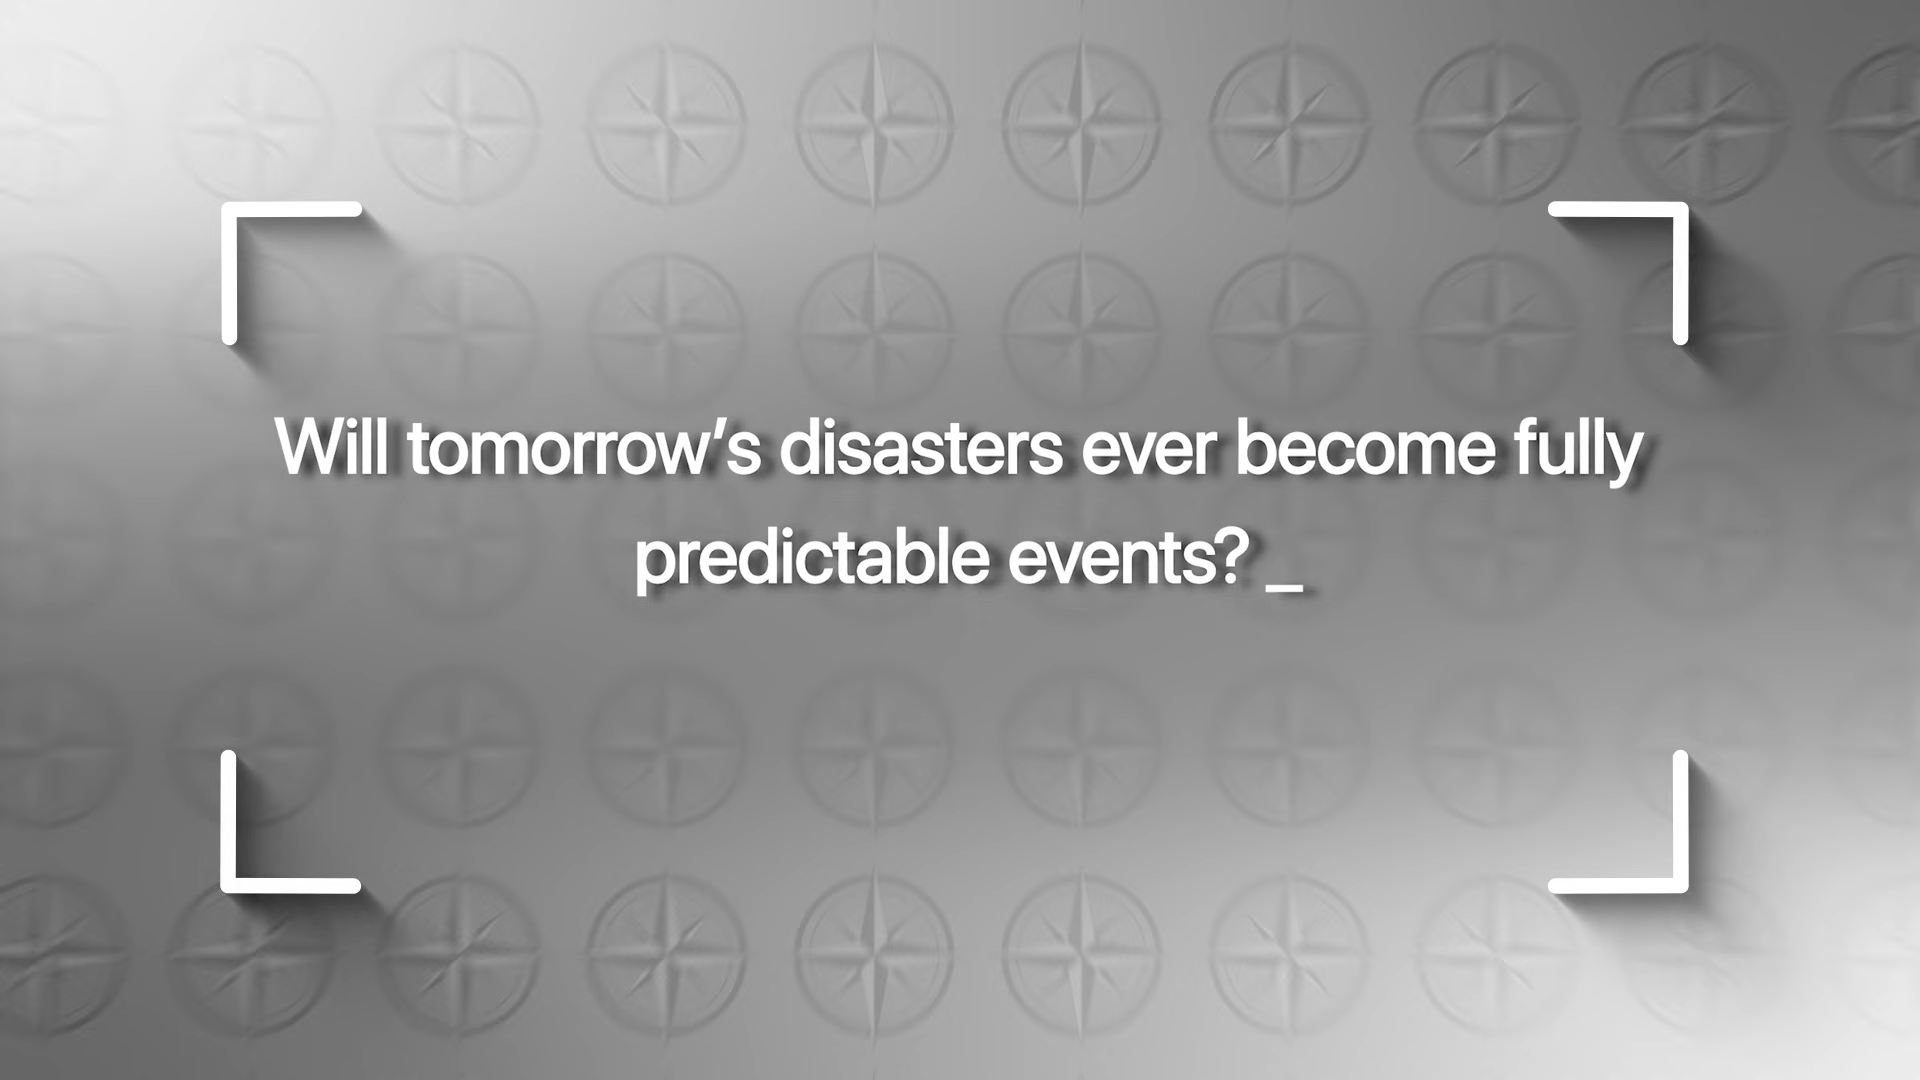 Will tomorrow’s disasters ever become fully
predictable events? _